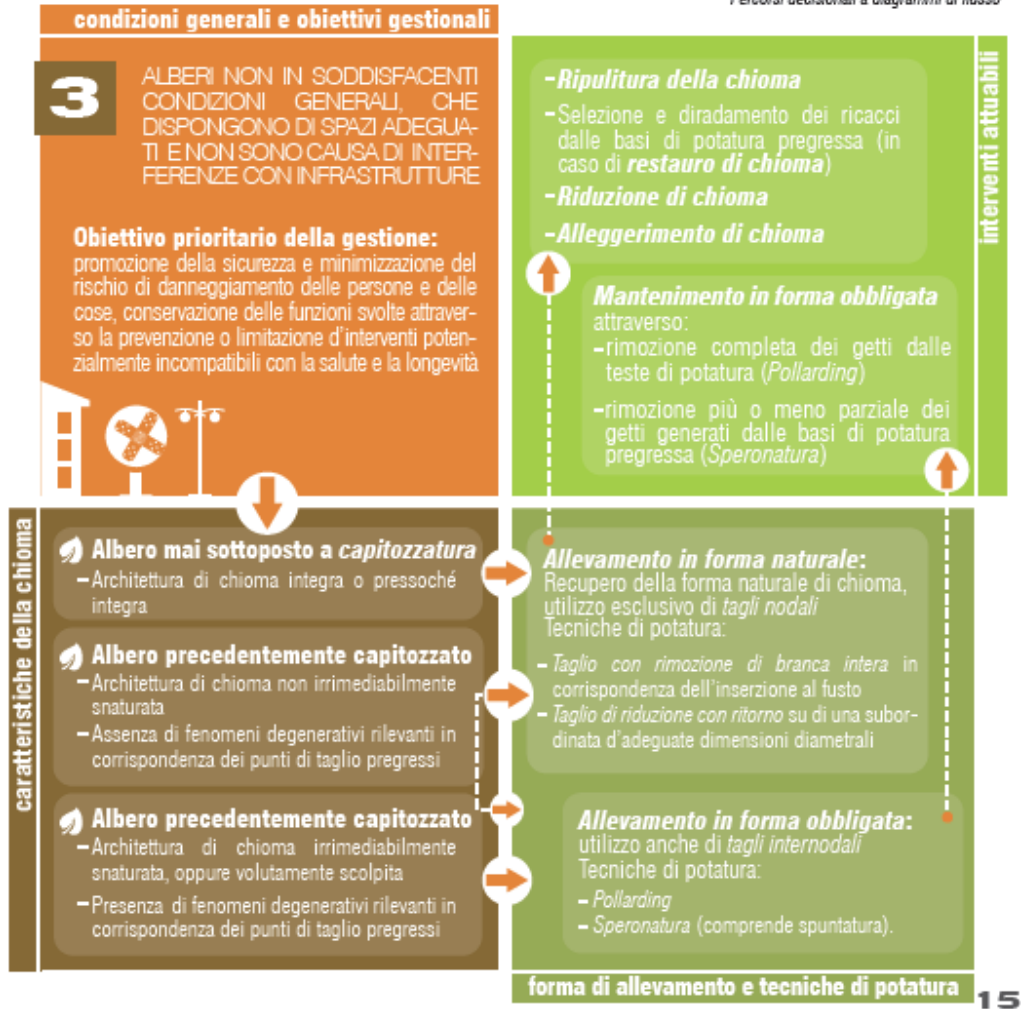 Percorsi decisionali a diagrammi di flusso
condizioni generali e obiettivi gestionali
3
ALBERI NON IN SODDISFACENTI
CONDIZIONI GENERALI, CHE
DISPONGONO DI SPAZI ADEGUA-
TI E NON SONO CAUSA DI INTER-
FERENZE CON INFRASTRUTTURE
Obiettivo prioritario della gestione:
promozione della sicurezza e minimizzazione del
rischio di danneggiamento delle persone e delle
cose, conservazione delle funzioni svolte attraver-
so la prevenzione o limitazione d'interventi poten-
zialmente incompatibili con la salute e la longevità
interventi attuabili
-Ripulitura della chioma
-Selezione e diradamento dei ricacci
dalle basi di potatura pregressa (in
caso di restauro di chioma)
-Riduzione di chioma
-Alleggerimento di chioma
Mantenimento in forma obbligata
attraverso:
-rimozione completa dei getti dalle
teste di potatura (Pollarding)
-rimozione più o meno parziale dei
getti generati dalle basi di potatura
pregressa (Speronatura)
caratteristiche della chioma
Albero mai sottoposto a capitozzatura
-Architettura di chioma integra o pressoché
integra
Albero precedentemente capitozzato
-Architettura di chioma non irrimediabilmente
snaturata
-Assenza di fenomeni degenerativi rilevanti in
corrispondenza dei punti di taglio pregressi
Albero precedentemente capitozzato
-Architettura di chioma irrimediabilmente
snaturata, oppure volutamente scolpita
-Presenza di fenomeni degenerativi rilevanti in
corrispondenza dei punti di taglio pregressi
Allevamento in forma naturale:
Recupero della forma naturale di chioma,
utilizzo esclusivo di tagli nodali
Tecniche di potatura:
- Taglio con rimozione di branca intera in
corrispondenza dell'inserzione al fusto
- Taglio di riduzione con ritorno su di una subor-
dinata d'adeguate dimensioni diametrali
Allevamento in forma obbligata:
utilizzo anche di tagli internodali
Tecniche di potatura:
- Pollarding
- Speronatura (comprende spuntatura).
forma di allevamento e tecniche di potatura
15